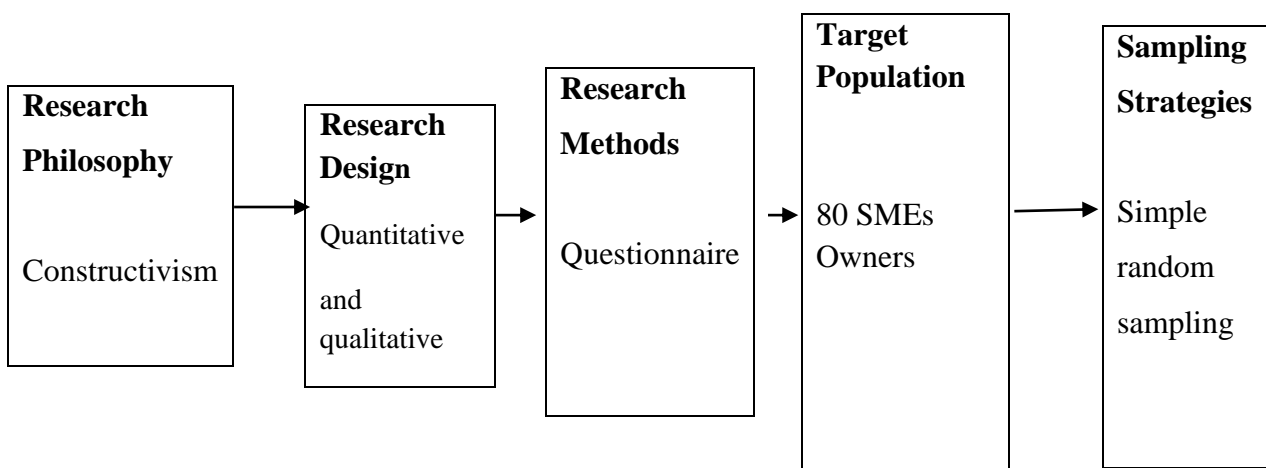 Research
Philosophy
Constructivism
Research
Design
Quantitative
and
qualitative
Research
Methods
Questionnaire
Target
Population
80 SMEs
Owners
Sampling
Strategies
Simple
random
sampling